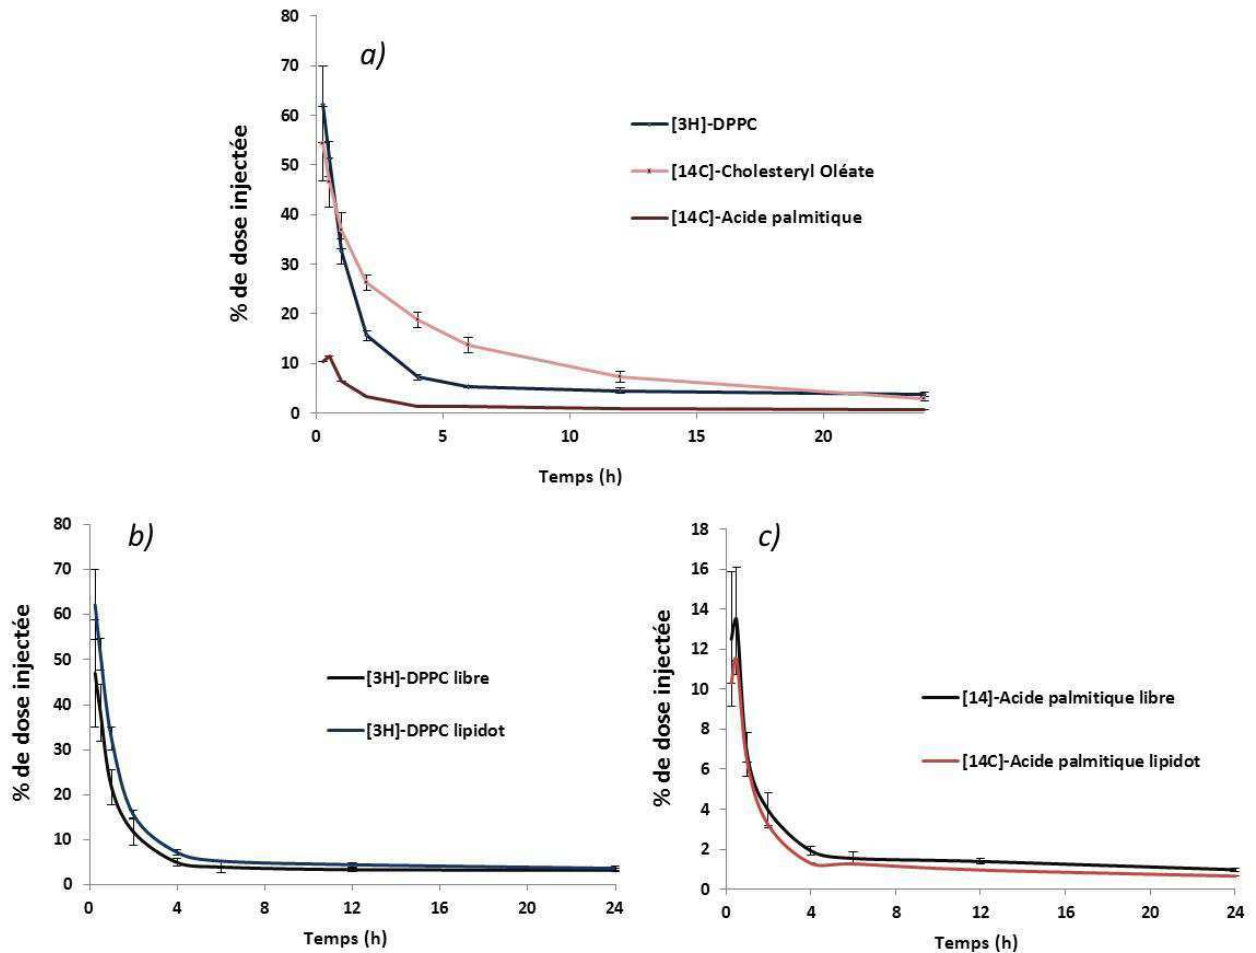 a)
% de dose injectée
80
70
60
50
40
30
20
10
0
0 5 10 15 20
Temps (h)
[3H]-DPPC
[14C]-Cholesteryl Oléate
[14C]-Acide palmitique
b)
% de dose injectée
80
70
60
50
40
30
20
10
0
0 4 8 12 16 20 24
Temps (h)
[3H]-DPPC libre
[3H]-DPPC lipidot
c)
% de dose injectée
18
16
14
12
10
8
6
4
2
0
0 4 8 12 16 20 24
Temps (h)
[14]-Acide palmitique libre
[14C]-Acide palmitique lipidot